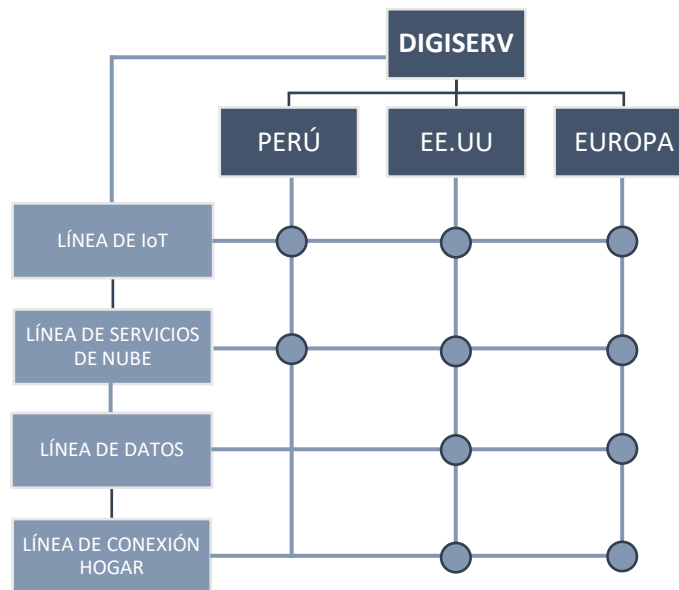 DIGISERV
PERÚ
EE.UU
EUROPA
LÍNEA DE IoT
LÍNEA DE SERVICIOS
DE NUBE
LÍNEA DE DATOS
LÍNEA DE CONEXIÓN
HOGAR